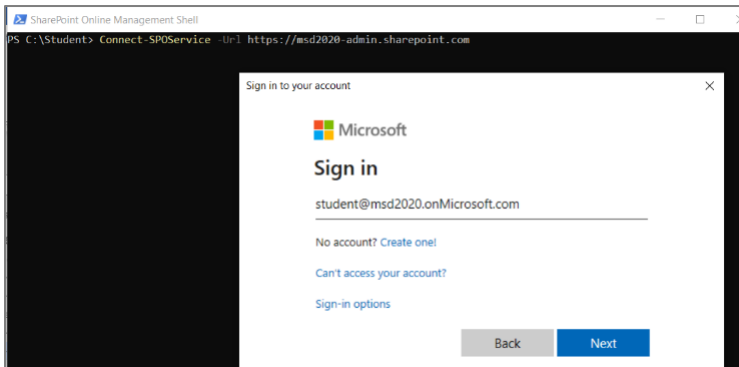 SharePoint Online Management Shell
PS C:\Student> Connect-SPOService -Url https://msd2020-admin.sharepoint.com
Sign in to your account
Microsoft
Sign in
student@msd2020.onMicrosoft.com
No account? Create one!
Can't access your account?
Sign-in options
Back Next